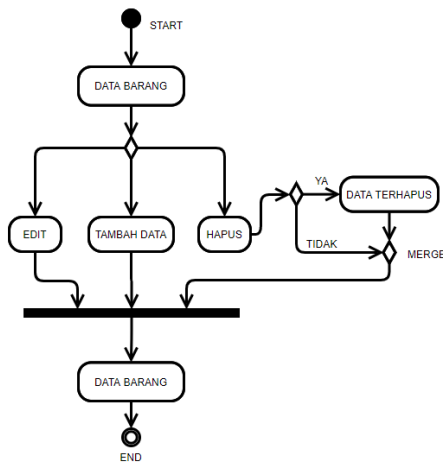 START
DATA BARANG
YA
DATA TERHAPUS
EDIT
TAMBAH DATA
HAPUS
TIDAK
MERGE
DATA BARANG
END